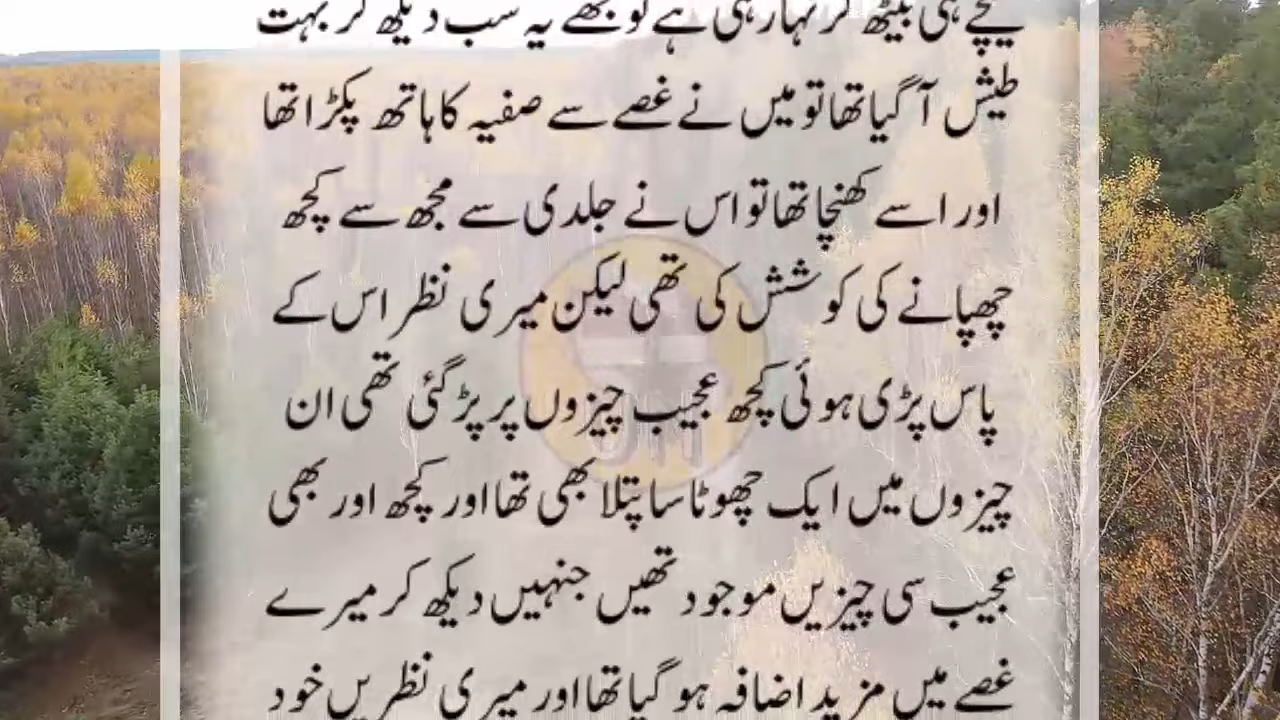 نیچے ہی بیٹھ کر نہا رہی ہے تو مجھے یہ سب دیکھ کر بہت
طیش آ گیا تھا تو میں نے غصے سے صفیہ کا ہاتھ پکڑا تھا
اور اسے کھنچا تھا تو اس نے جلدی سے مجھ سے کچھ
چھپانے کی کوشش کی تھی لیکن میری نظر اس کے
پاس پڑی ہوئی کچھ عجیب چیزوں پر پڑ گئی تھی ان
چیزوں میں ایک چھوٹا سا پتلا بھی تھا اور کچھ اور بھی
عجیب سی چیزیں موجود تھیں جنہیں دیکھ کر میرے
غصے میں مزید اضافہ ہو گیا تھا اور میری نظریں خود